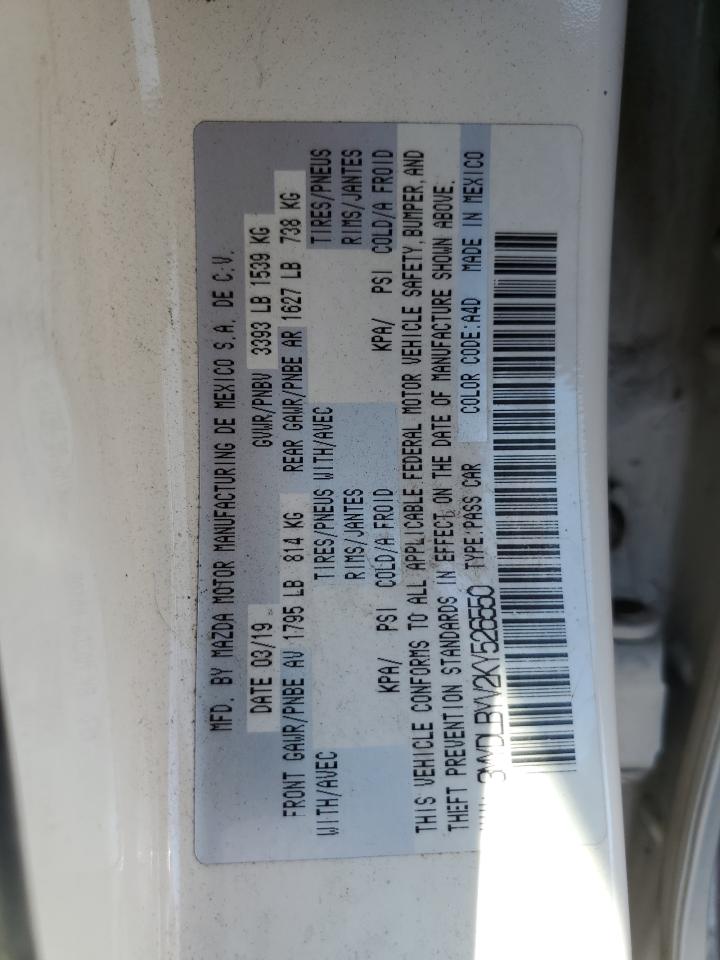 MFD. BY MAZDA MOTOR MANUFACTURING DE MEXICO S.A. DE C.V.
DATE 03/19 GVWR/PNBV 3393 LB 1539 KG
FRONT GAWR/PNBE AV 1795 LB 814 KG REAR GAWR/PNBE AR 1627 LB 738 KG
WITH/AVEC TIRES/PNEUS WITH/AVEC TIRES/PNEUS
RIMS/JANTES RIMS/JANTES
KPA/ PSI COLD/A FROID KPA/ PSI COLD/A FROID
THIS VEHICLE CONFORMS TO ALL APPLICABLE FEDERAL MOTOR VEHICLE SAFETY, BUMPER, AND
THEFT PREVENTION STANDARDS IN EFFECT ON THE DATE OF MANUFACTURE SHOWN ABOVE.
TYPE:PASS CAR COLOR CODE:A4D MADE IN MEXICO